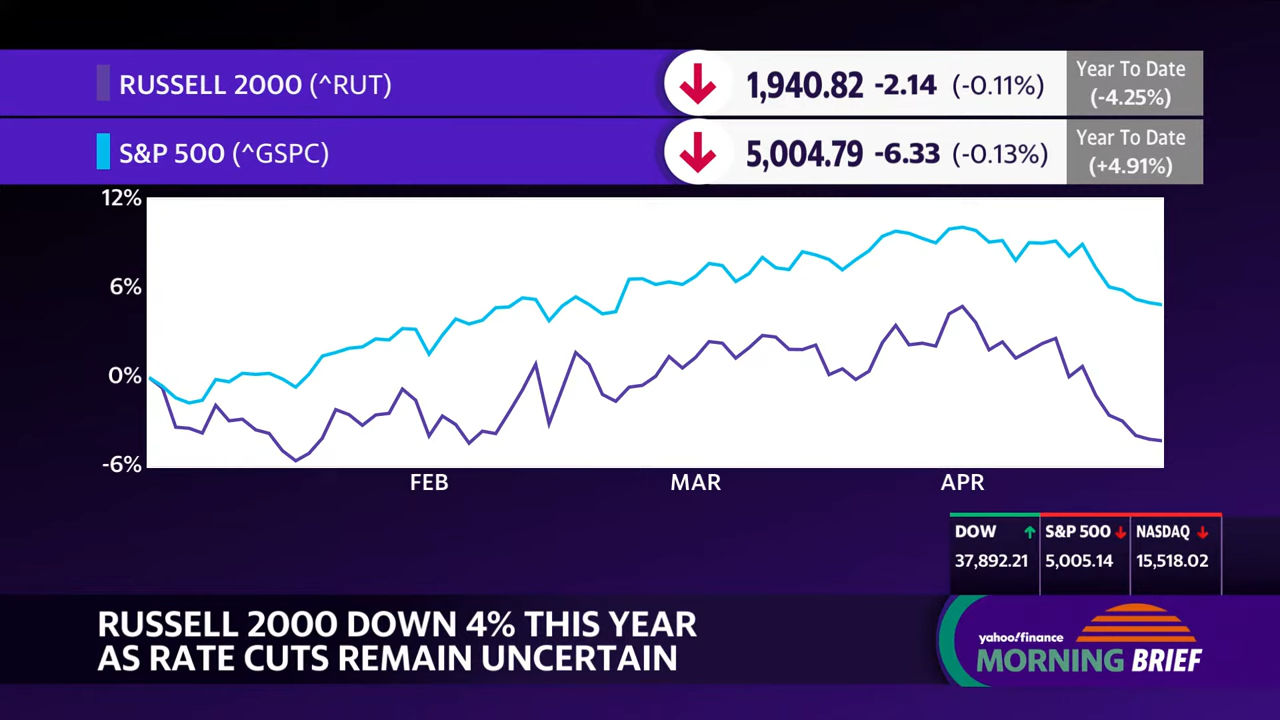 RUSSELL 2000 (^RUT)
1,940.82 -2.14 (-0.11%)
Year To Date
(-4.25%)
S&P 500 (^GSPC)
5,004.79 -6.33 (-0.13%)
Year To Date
(+4.91%)
12%
6%
0%
-6%
FEB MAR APR
DOW S&P 500 NASDAQ
37,892.21 5,005.14 15,518.02
RUSSELL 2000 DOWN 4% THIS YEAR
AS RATE CUTS REMAIN UNCERTAIN
yahoo!finance
MORNING BRIEF